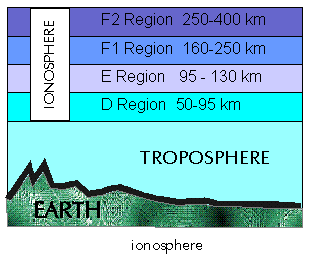 IONOSPHERE
F2 Region 250-400 km
F1 Region 160-250 km
E Region 95 - 130 km
D Region 50-95 km
TROPOSPHERE
EARTH
ionosphere